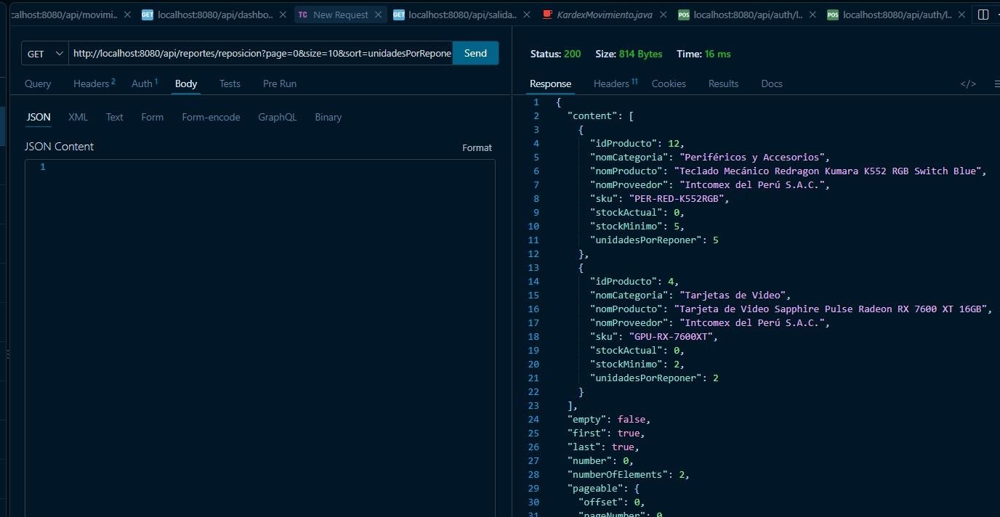 :calhost:8080/api/movimi..
GET localhost:8080/api/dashbo..
TC New Request
GET localhost:8080/api/salida..
KardexMovimiento.java
POS localhost:8080/api/auth/l..
POS localhost:8080/api/auth/l..
GET http://localhost:8080/api/reportes/reposicion?page=0&size=10&sort=unidadesPorRepone Send
Query Headers 2 Auth 1 Body Tests Pre Run
JSON XML Text Form Form-encode GraphQL Binary
JSON Content Format
1
Status: 200 Size: 814 Bytes Time: 16 ms
Response Headers 11 Cookies Results Docs </>
1 {
2 "content": [
3 {
4 "idProducto": 12,
5 "nomCategoria": "Periféricos y Accesorios",
6 "nomProducto": "Teclado Mecánico Redragon Kumara K552 RGB Switch Blue",
7 "nomProveedor": "Intcomex del Perú S.A.C.",
8 "sku": "PER-RED-K552RGB",
9 "stockActual": 0,
10 "stockMinimo": 5,
11 "unidadesPorReponer": 5
12 },
13 {
14 "idProducto": 4,
15 "nomCategoria": "Tarjetas de Video",
16 "nomProducto": "Tarjeta de Video Sapphire Pulse Radeon RX 7600 XT 16GB",
17 "nomProveedor": "Intcomex del Perú S.A.C.",
18 "sku": "GPU-RX-7600XT",
19 "stockActual": 0,
20 "stockMinimo": 2,
21 "unidadesPorReponer": 2
22 }
23 ],
24 "empty": false,
25 "first": true,
26 "last": true,
27 "number": 0,
28 "numberOfElements": 2,
29 "pageable": {
30 "offset": 0,
31 "pageNumber": 0